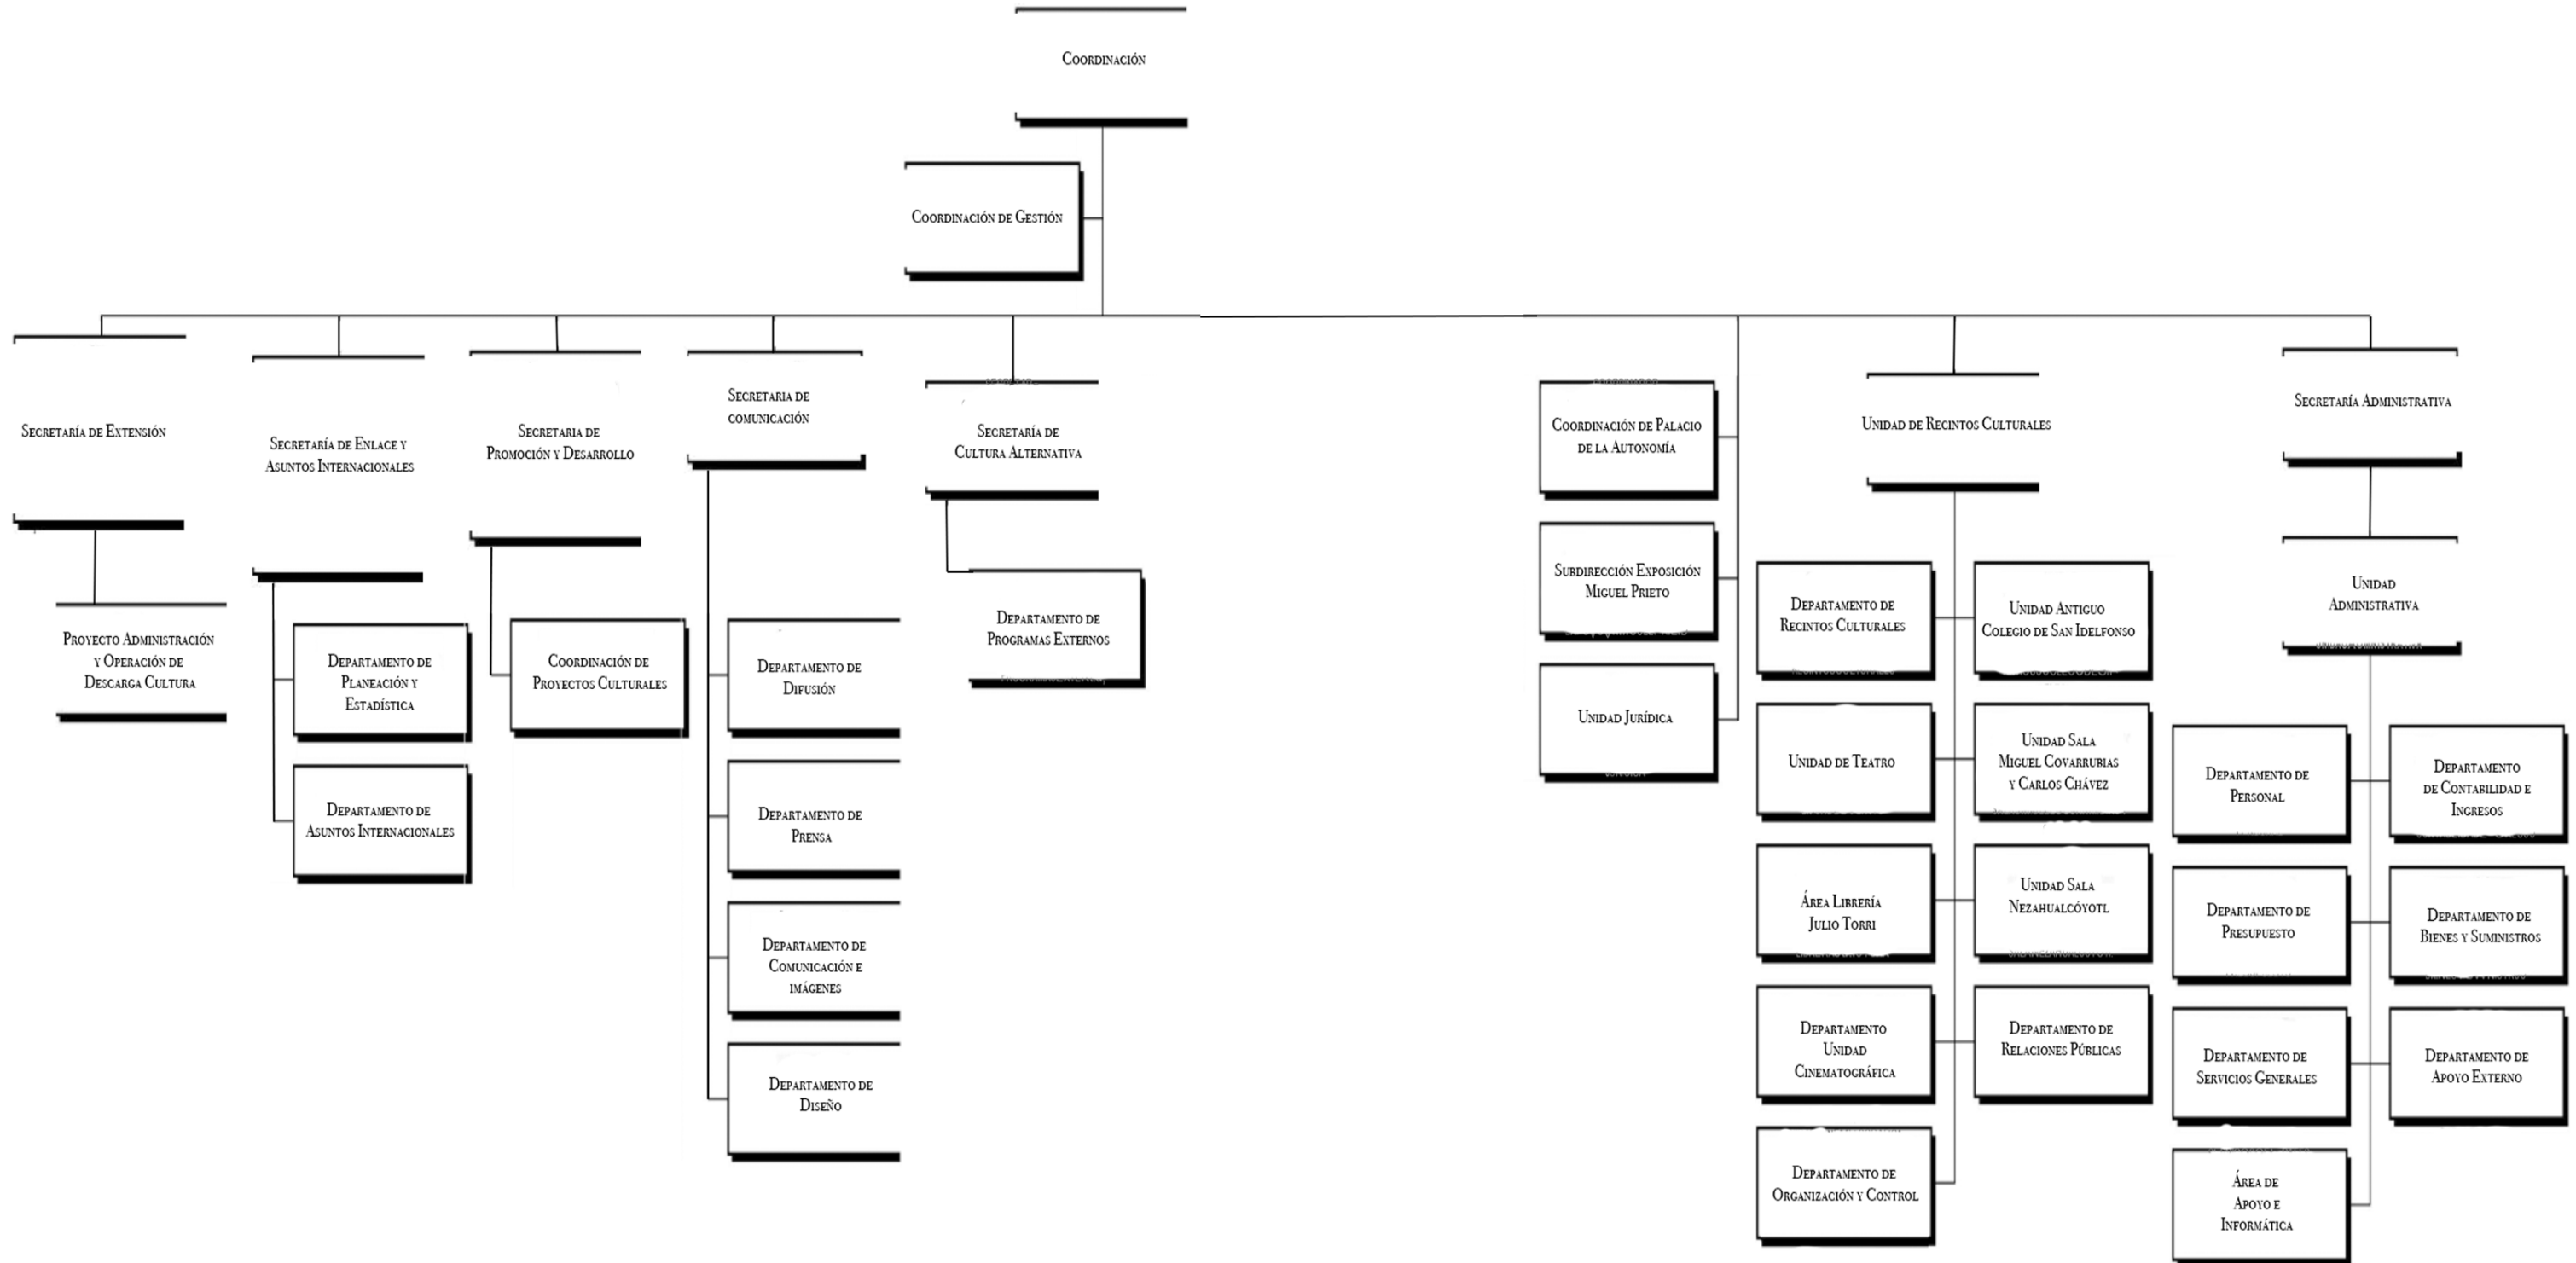 Coordinación
Coordinación de Gestión
Secretaría de Extensión
Proyecto Administración
y Operación de
Descarga Cultura
Secretaría de Enlace y
Asuntos Internacionales
Departamento de
Planeación y
Estadística
Departamento de
Asuntos Internacionales
Secretaria de
Promoción y Desarrollo
Coordinación de
Proyectos Culturales
Secretaria de
comunicación
Departamento de
Difusión
Departamento de
Prensa
Departamento de
Comunicación e
imágenes
Departamento de
Diseño
Secretaría de
Cultura Alternativa
Departamento de
Programas Externos
Coordinación de Palacio
de la Autonomía
Subdirección Exposición
Miguel Prieto
Unidad Jurídica
Unidad de Recintos Culturales
Departamento de
Recintos Culturales
Unidad Antiguo
Colegio de San Idelfonso
Unidad de Teatro
Unidad Sala
Miguel Covarrubias
y Carlos Chávez
Área Librería
Julio Torri
Unidad Sala
Nezahualcóyotl
Departamento
Unidad
Cinematográfica
Departamento de
Relaciones Públicas
Departamento de
Organización y Control
Secretaría Administrativa
Unidad
Administrativa
Departamento de
Personal
Departamento
de Contabilidad e
Ingresos
Departamento de
Presupuesto
Departamento de
Bienes y Suministros
Departamento de
Servicios Generales
Departamento de
Apoyo Externo
Área de
Apoyo e
Informática